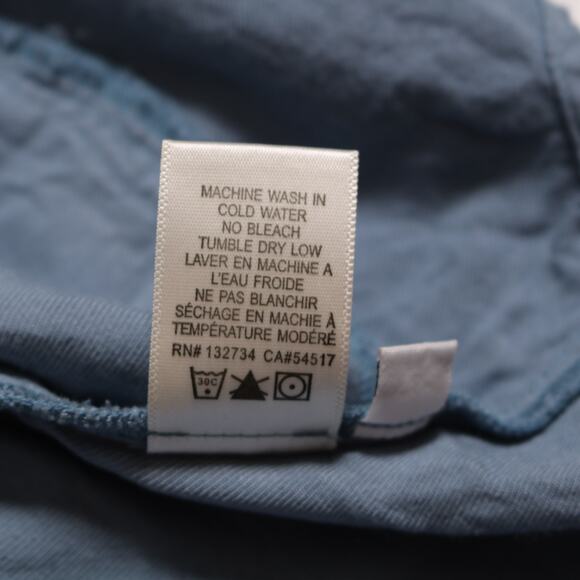 MACHINE WASH IN
COLD WATER
NO BLEACH
TUMBLE DRY LOW
LAVER EN MACHINE A
L'EAU FROIDE
NE PAS BLANCHIR
SÉCHAGE EN MACHIE À
TEMPÉRATURE MODÉRÉ
RN# 132734 CA#54517
30C